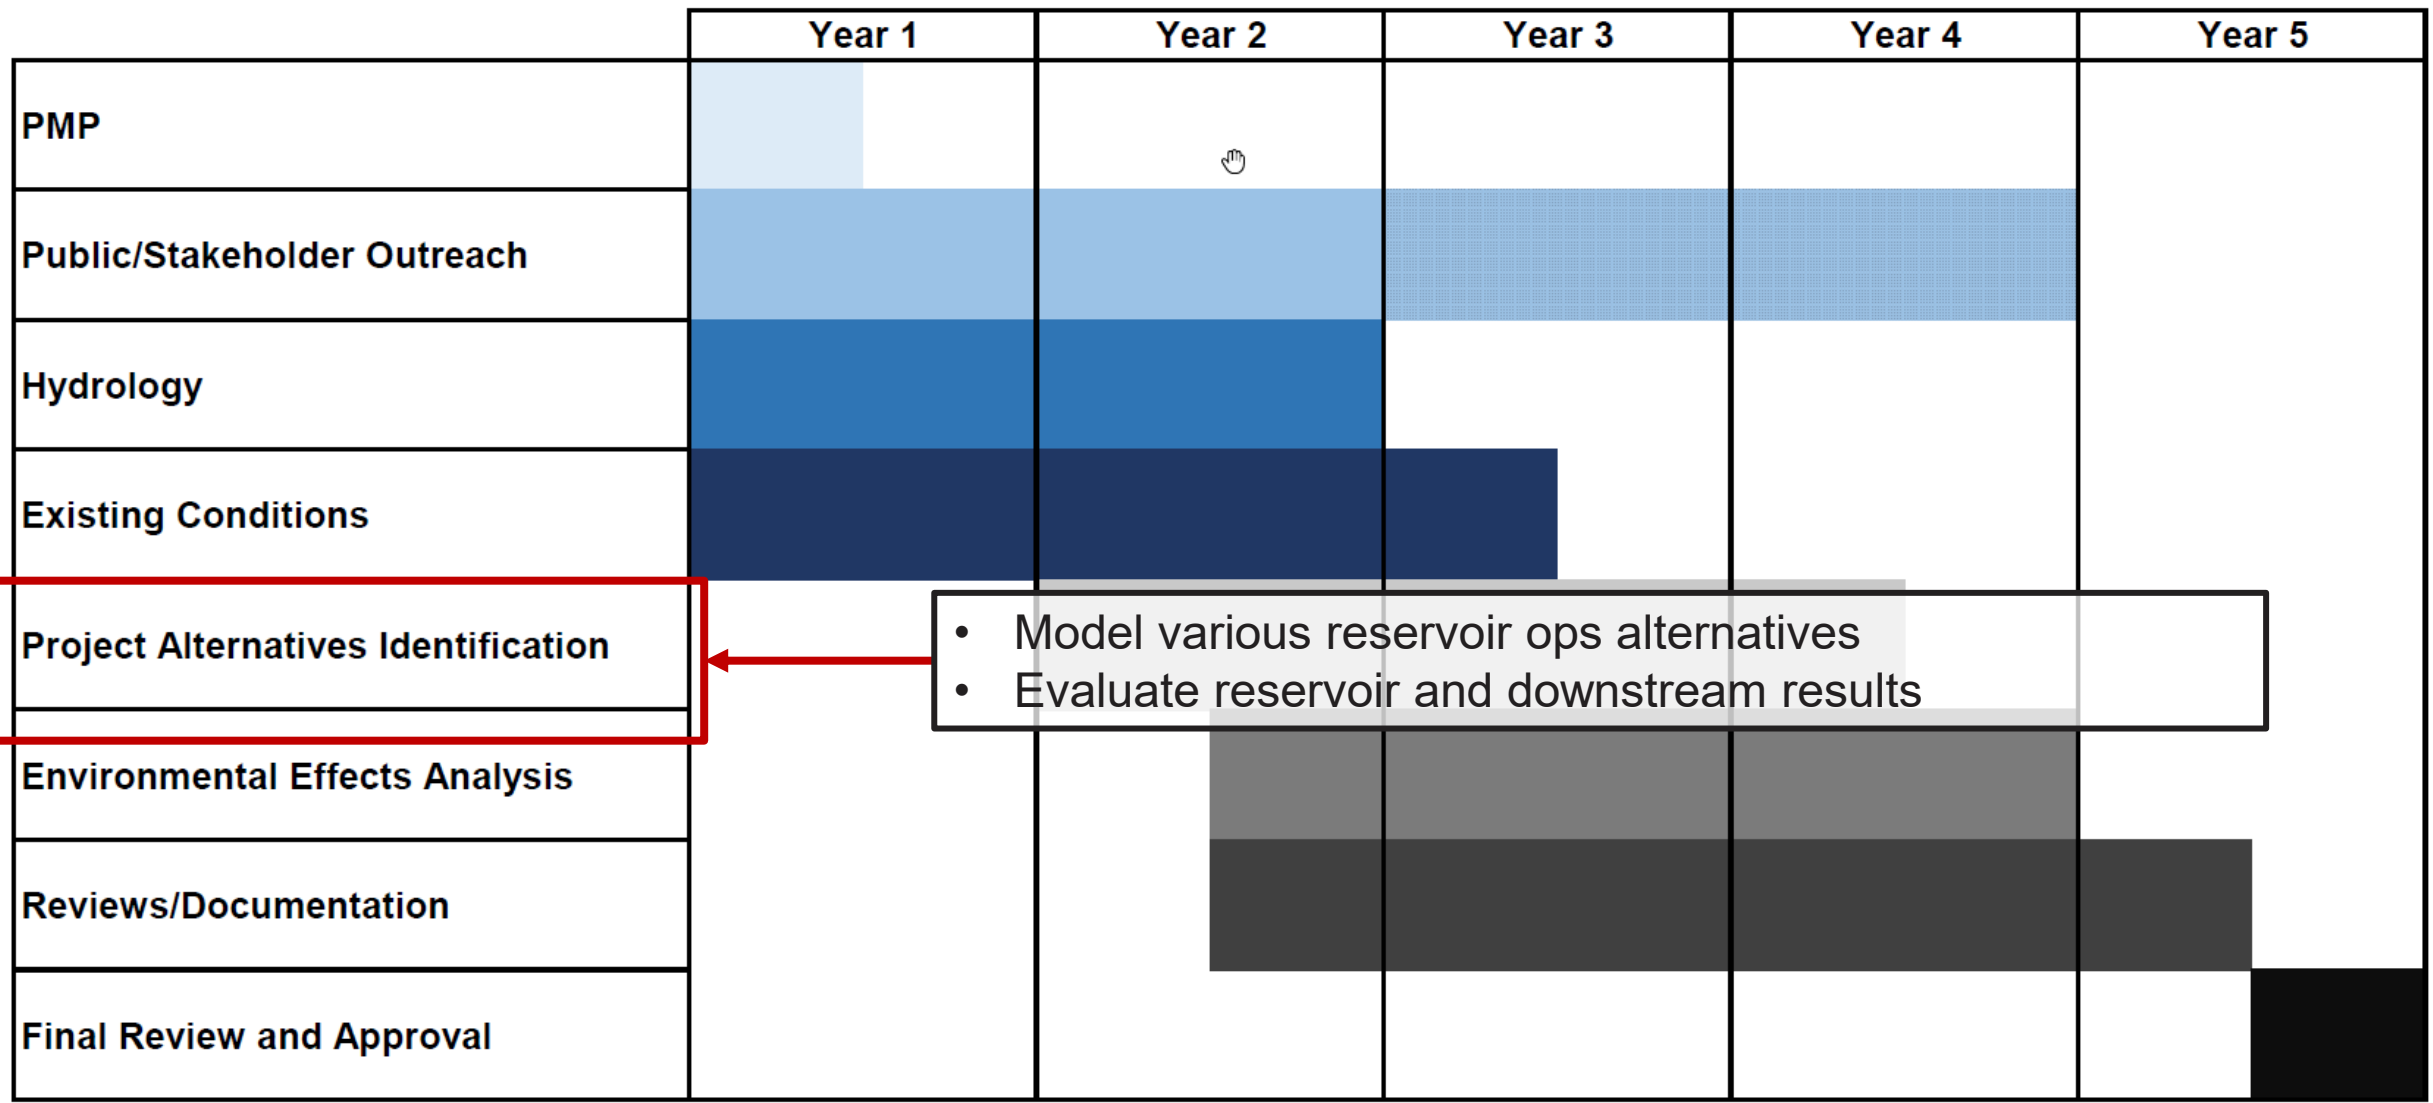 Year 1 Year 2 Year 3 Year 4 Year 5
PMP
Public/Stakeholder Outreach
Hydrology
Existing Conditions
Project Alternatives Identification
• Model various reservoir ops alternatives
• Evaluate reservoir and downstream results
Environmental Effects Analysis
Reviews/Documentation
Final Review and Approval